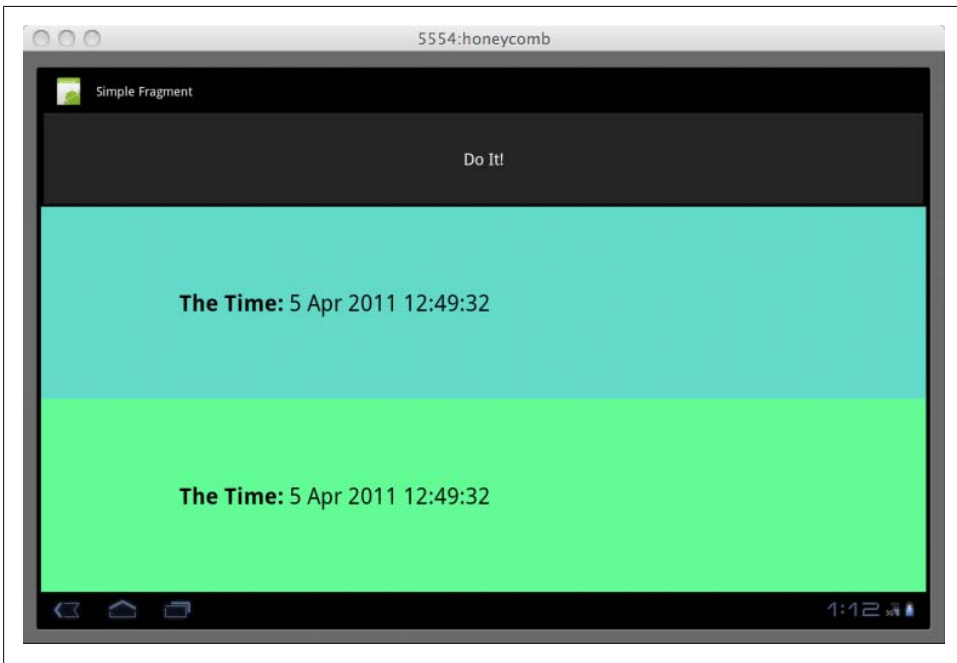 5554:honeycomb
Simple Fragment
Do It!
The Time: 5 Apr 2011 12:49:32
The Time: 5 Apr 2011 12:49:32
1:12